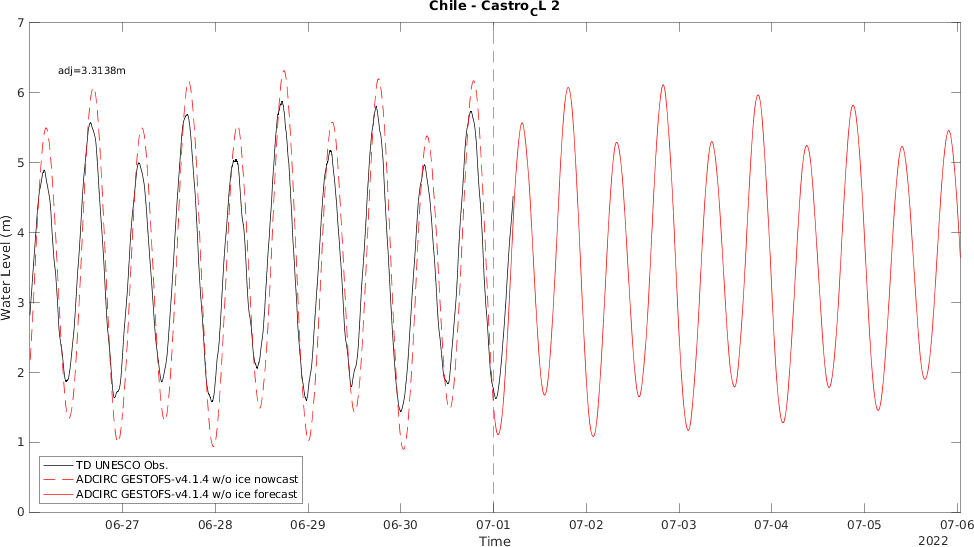 Chile - CastroCL 2
7
adj=3.3138m
6
5
4
3
2
1
0
Water Level (m)
TD UNESCO Obs.
ADCIRC GESTOFS-v4.1.4 w/o ice nowcast
ADCIRC GESTOFS-v4.1.4 w/o ice forecast
06-27 06-28 06-29 06-30 07-01 07-02 07-03 07-04 07-05 07-06
Time
2022